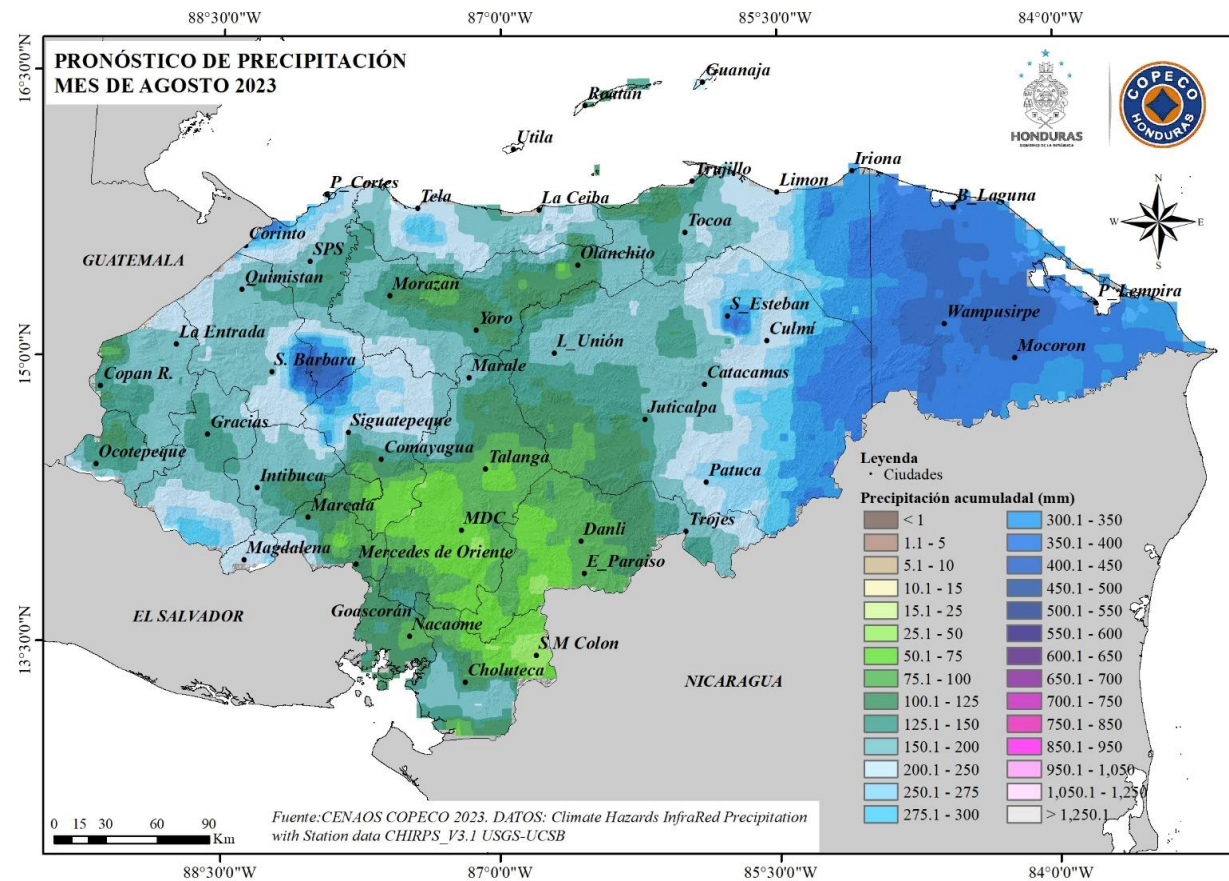 88°30'0"W 87°0'0"W 85°30'0"W 84°0'0"W
PRONÓSTICO DE PRECIPITACIÓN
MES DE AGOSTO 2023
HONDURAS
GOBIERNO DE LA REPÚBLICA
COPECO
HONDURAS
16°30'0"N
15°0'0"N
13°30'0"N
N
W E
S
Guanaja
Roatán
Utila
P_Cortes
Tela
La Ceiba
Trujillo
Limon
Iriona
B_Laguna
Corinto
SPS
Tocoa
GUATEMALA
Olanchito
Quimistan
Morazan
P_Lempira
S_Esteban
Wampusirpe
Yoro
La Entrada
L_Unión
Culmí
Mocoron
Copan R.
S. Barbara
Marale
Catacamas
Gracias
Siguatepeque
Juticalpa
Ocotepeque
Comayagua
Talanga
Intibuca
Patuca
Marcala
MDC
Danli
Trojes
Magdalena
Mercedes de Oriente
E_Paraiso
EL SALVADOR
Goascorán
Nacaome
S.M Colon
Choluteca
NICARAGUA
Leyenda
Ciudades
Precipitación acumuladal (mm)
< 1
1.1 - 5
5.1 - 10
10.1 - 15
15.1 - 25
25.1 - 50
50.1 - 75
75.1 - 100
100.1 - 125
125.1 - 150
150.1 - 200
200.1 - 250
250.1 - 275
275.1 - 300
300.1 - 350
350.1 - 400
400.1 - 450
450.1 - 500
500.1 - 550
550.1 - 600
600.1 - 650
650.1 - 700
700.1 - 750
750.1 - 850
850.1 - 950
950.1 - 1,050
1,050.1 - 1,250
> 1,250.1
0 15 30 60 90
Km
Fuente:CENAOS COPECO 2023. DATOS: Climate Hazards InfraRed Precipitation
with Station data CHIRPS_V3.1 USGS-UCSB
88°30'0"W 87°0'0"W 85°30'0"W 84°0'0"W